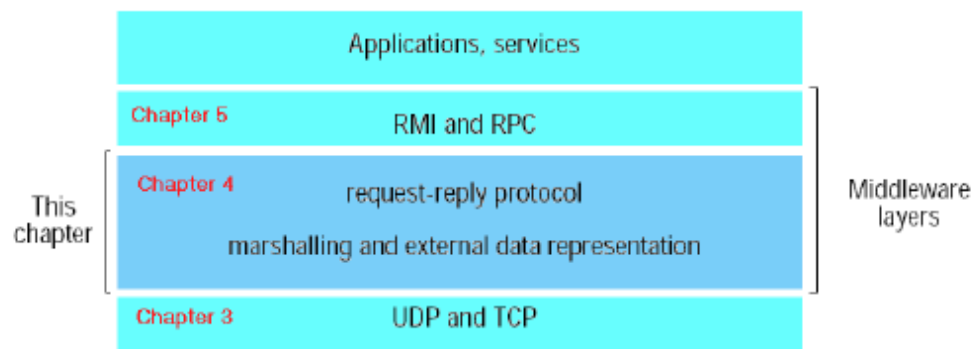 Applications, services
Chapter 5
RMI and RPC
This
chapter
Chapter 4
request-reply protocol
marshalling and external data representation
Middleware
layers
Chapter 3
UDP and TCP